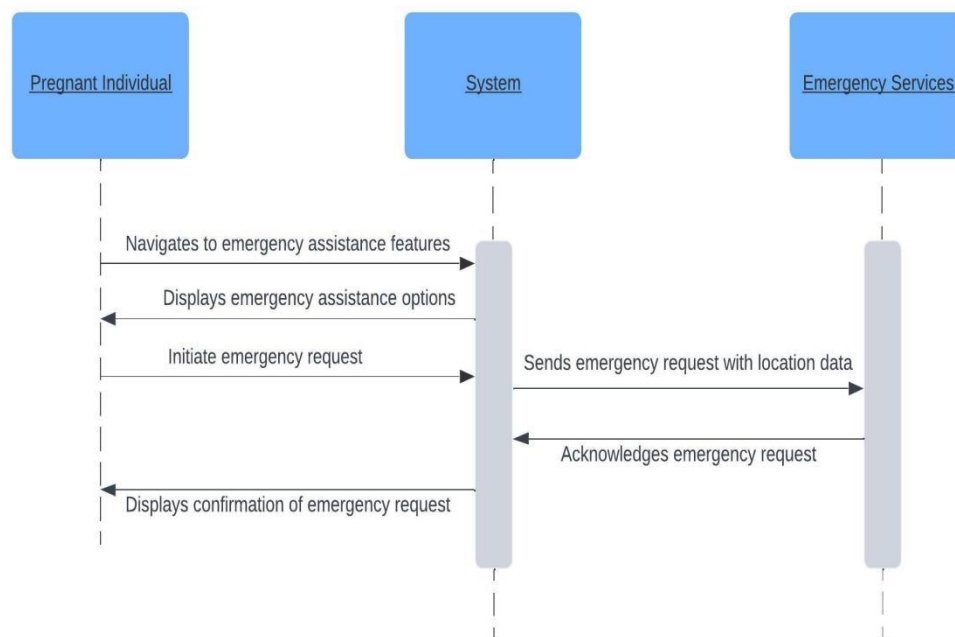 Pregnant Individual
System
Emergency Services
Navigates to emergency assistance features
Displays emergency assistance options
Initiate emergency request
Sends emergency request with location data
Acknowledges emergency request
Displays confirmation of emergency request